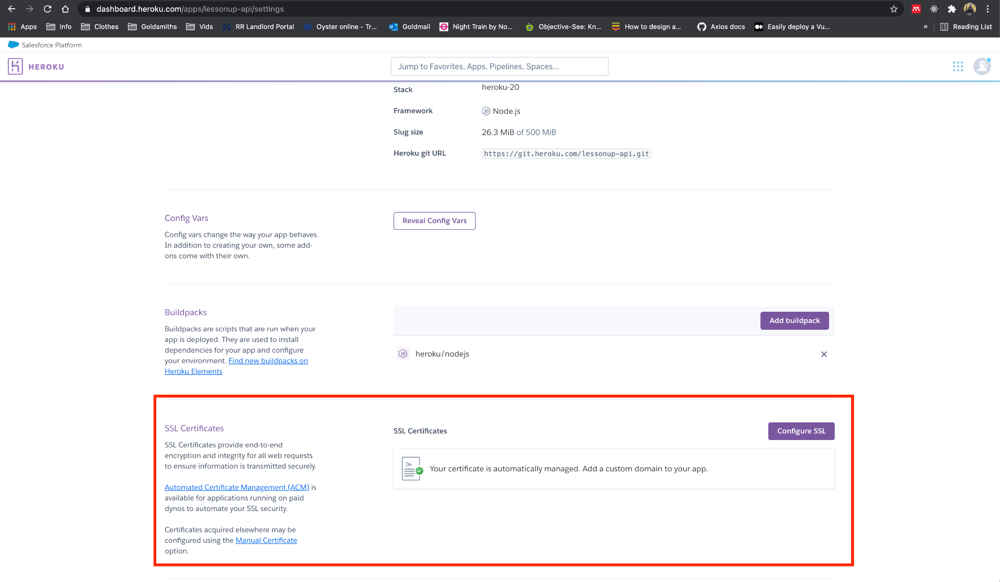 dashboard.heroku.com/apps/lessonup-api/settings
Apps Info Clothes Goldsmiths Vids RR Landlord Portal Oyster online - Tr... Goldmail Night Train by No... Objective-See: Kn... How to design a... Axios docs Easily deploy a Vu... » Reading List
Salesforce Platform
HEROKU
Jump to Favorites, Apps, Pipelines, Spaces...
Stack heroku-20
Framework Node.js
Slug size 26.3 MiB of 500 MiB
Heroku git URL https://git.heroku.com/lessonup-api.git
Config Vars
Config vars change the way your app behaves.
In addition to creating your own, some add-
ons come with their own.
Reveal Config Vars
Buildpacks
Buildpacks are scripts that are run when your
app is deployed. They are used to install
dependencies for your app and configure
your environment. Find new buildpacks on
Heroku Elements
Add buildpack
heroku/nodejs
SSL Certificates
SSL Certificates provide end-to-end
encryption and integrity for all web requests
to ensure information is transmitted securely.
Automated Certificate Management (ACM) is
available for applications running on paid
dynos to automate your SSL security.
Certificates acquired elsewhere may be
configured using the Manual Certificate
option.
SSL Certificates
Configure SSL
Your certificate is automatically managed. Add a custom domain to your app.